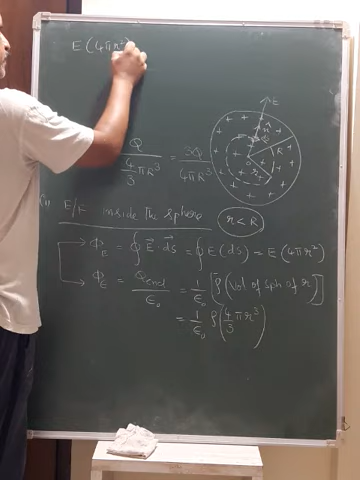 E (4πr²)
Q / (4/3 πR³) = 3Q / 4πR³
E
R
r
E/F inside the sphere r < R
Φ_E = ∮ E⃗ · ds⃗ = ∮ E (ds) = E (4πr²)
Φ_E = Q_encl / ε₀ = 1/ε₀ [ρ (Vol of sph of r)]
= 1/ε₀ ρ (4/3 πr³)